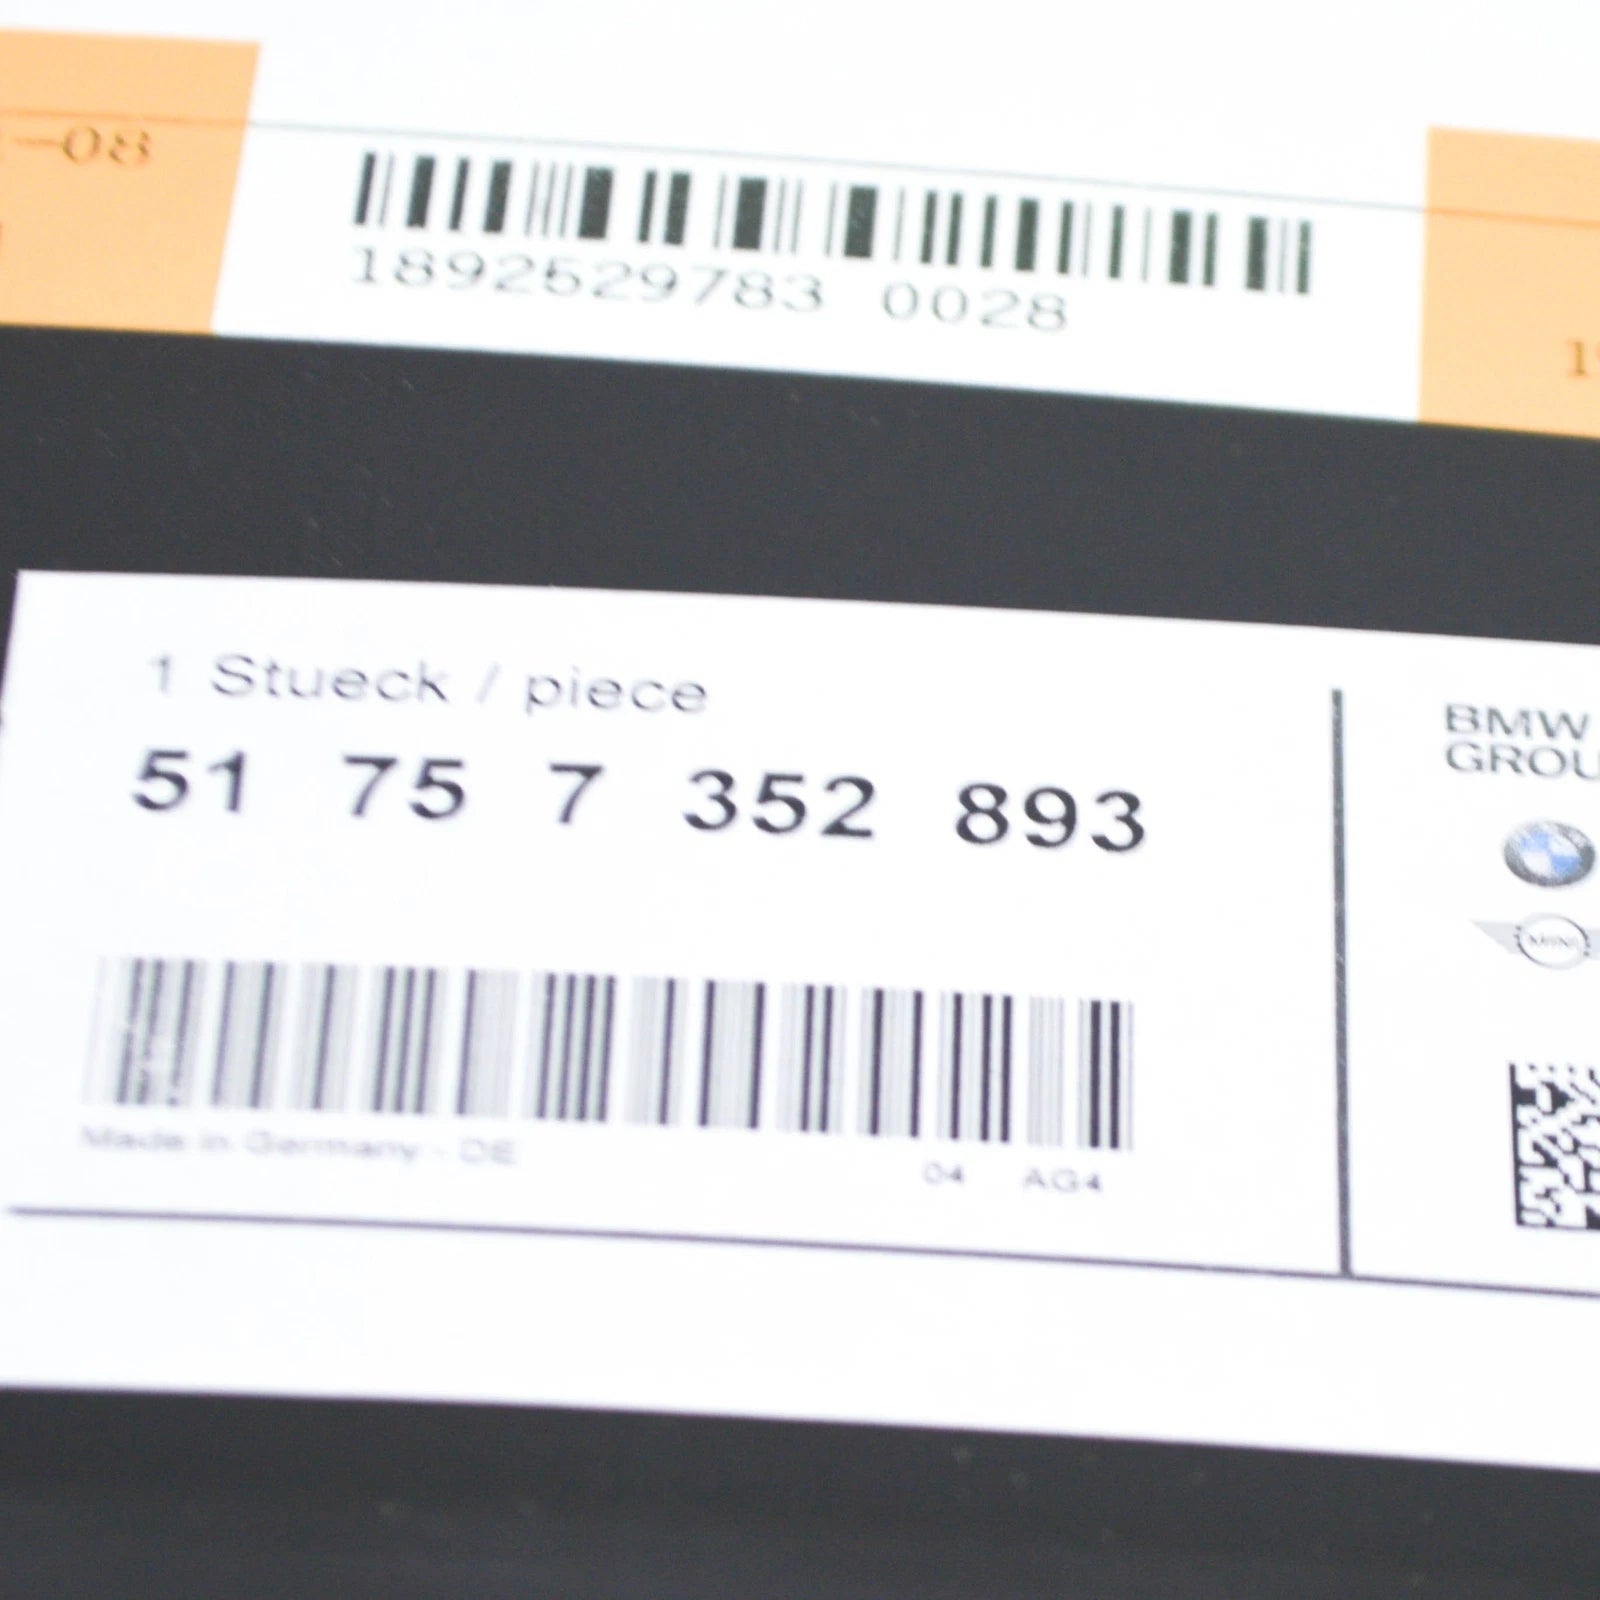 -08
1892529783 0028
1 Stueck / piece
51 75 7 352 893
Made in Germany - DE
04 AG4
BMW
GROU
MINI